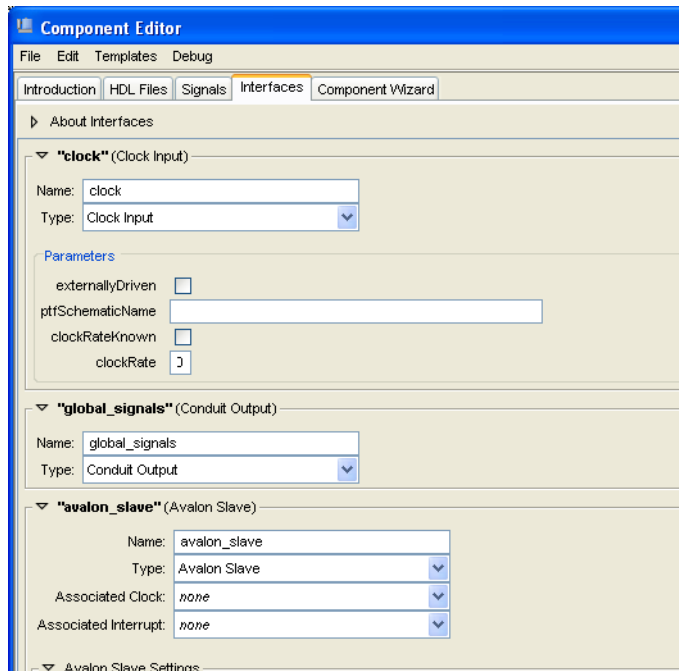 Component Editor
File Edit Templates Debug
Introduction HDL Files Signals Interfaces Component Wizard
About Interfaces
"clock" (Clock Input)
Name: clock
Type: Clock Input
Parameters
externallyDriven
ptfSchematicName
clockRateKnown
clockRate
"global_signals" (Conduit Output)
Name: global_signals
Type: Conduit Output
"avalon_slave" (Avalon Slave)
Name: avalon_slave
Type: Avalon Slave
Associated Clock: none
Associated Interrupt: none
Avalon Slave Settings